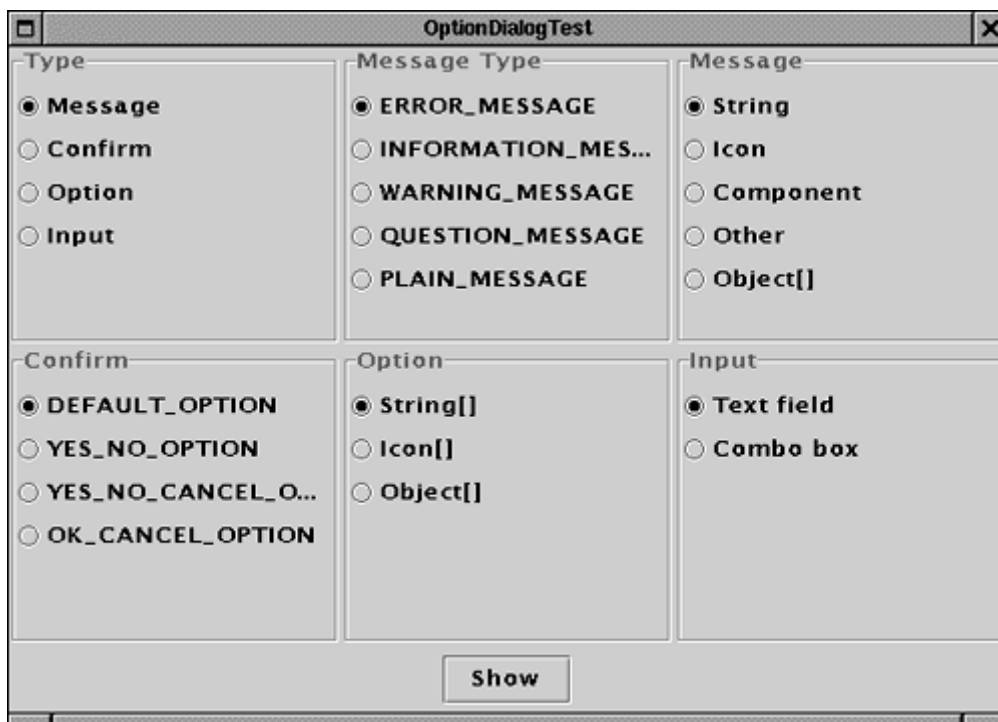 OptionDialogTest
Type
Message
Confirm
Option
Input
Message Type
ERROR_MESSAGE
INFORMATION_MES...
WARNING_MESSAGE
QUESTION_MESSAGE
PLAIN_MESSAGE
Message
String
Icon
Component
Other
Object[]
Confirm
DEFAULT_OPTION
YES_NO_OPTION
YES_NO_CANCEL_O...
OK_CANCEL_OPTION
Option
String[]
Icon[]
Object[]
Input
Text field
Combo box
Show